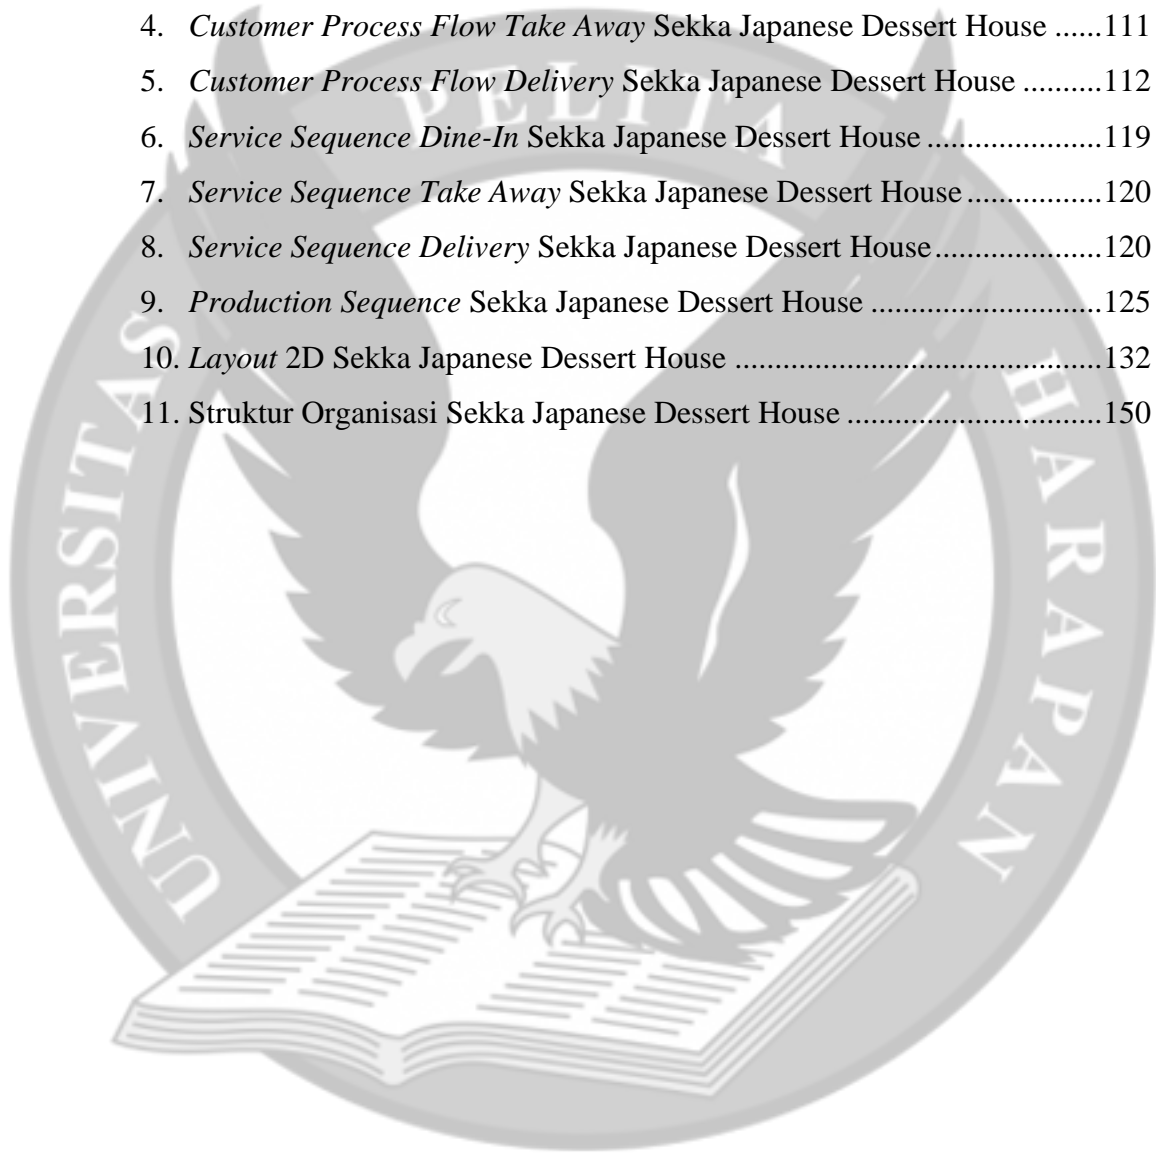 4. Customer Process Flow Take Away Sekka Japanese Dessert House ......111
5. Customer Process Flow Delivery Sekka Japanese Dessert House ..........112
6. Service Sequence Dine-In Sekka Japanese Dessert House .....................119
7. Service Sequence Take Away Sekka Japanese Dessert House ................120
8. Service Sequence Delivery Sekka Japanese Dessert House ....................120
9. Production Sequence Sekka Japanese Dessert House ...........................125
10. Layout 2D Sekka Japanese Dessert House ...........................................132
11. Struktur Organisasi Sekka Japanese Dessert House ..............................150
UNIVERSITAS
PELITA
HARAPAN